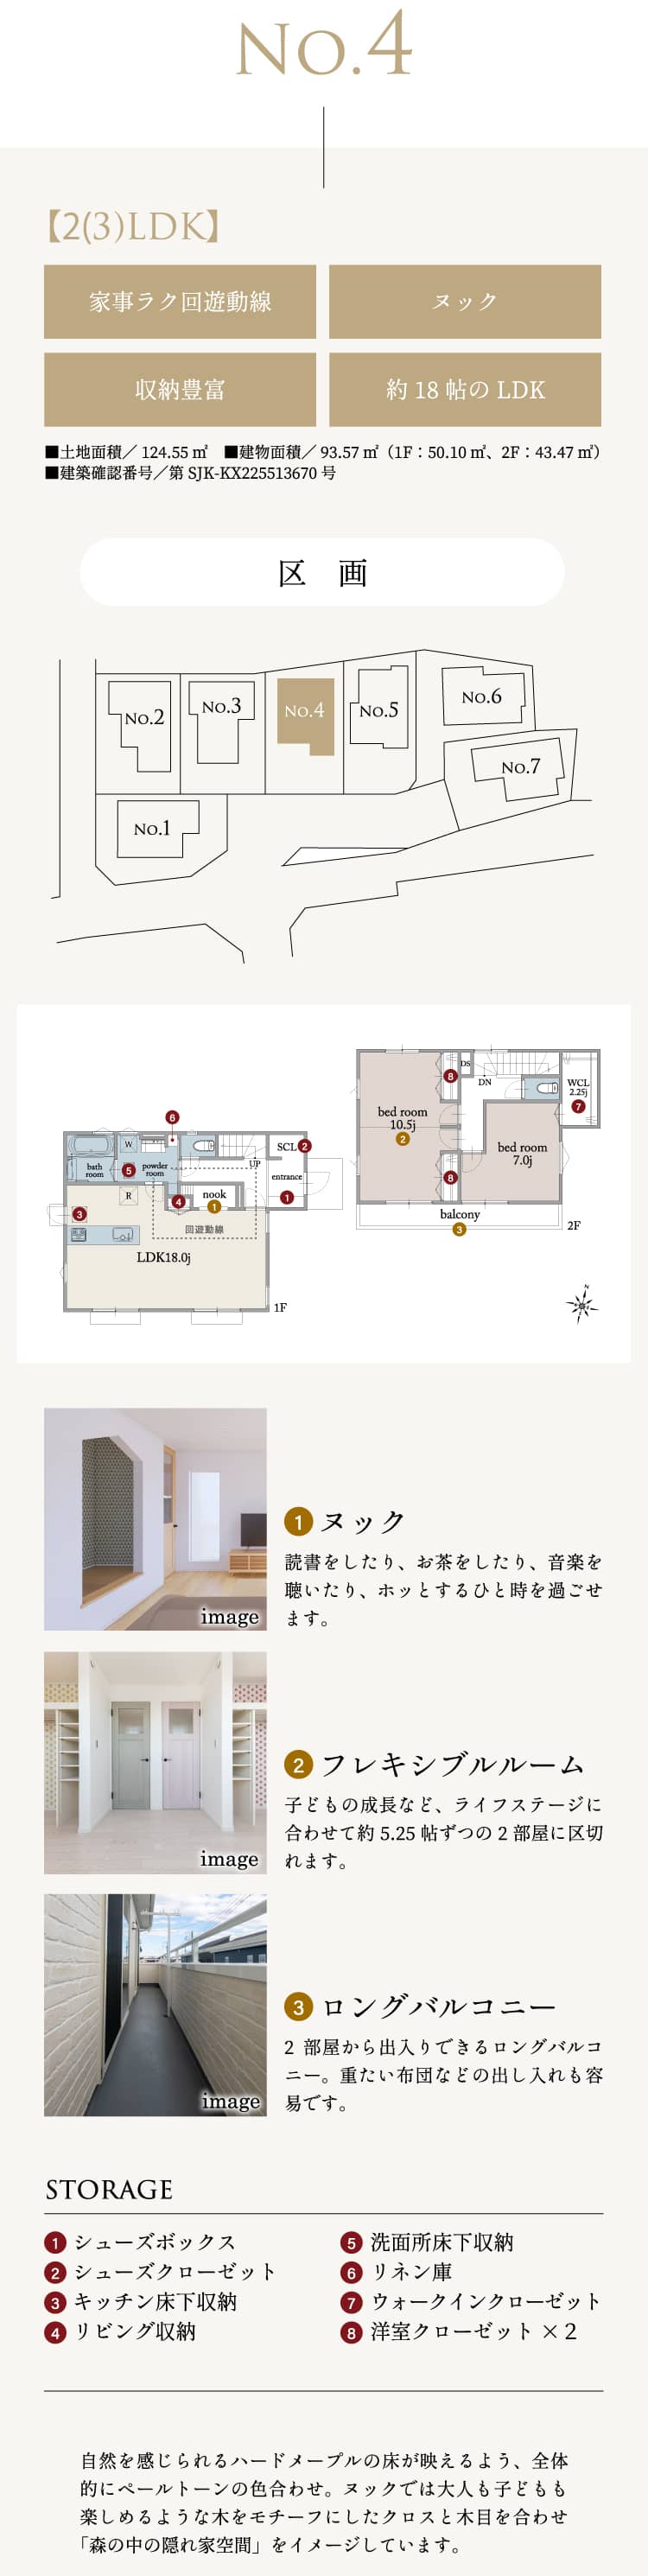 No.4
【2(3)LDK】
家事ラク回遊動線
ヌック
収納豊富
約 18 帖の LDK
■土地面積／ 124.55 ㎡　■建物面積／ 93.57 ㎡（1F：50.10 ㎡、2F：43.47 ㎡）
■建築確認番号／第 SJK-KX225513670 号
区　画
No.2
No.3
No.4
No.5
No.6
No.7
No.1
8
DS
DN
WCL
2.25j
7
bed room
10.5j
2
bed room
7.0j
8
balcony
3
2F
6
W
SCL 2
bath
room
5
powder
room
UP
entrance
R
4
nook
1
1
3
回遊動線
LDK18.0j
1F
N
image
1 ヌック
読書をしたり、お茶をしたり、音楽を
聴いたり、ホッとするひと時を過ごせ
ます。
image
2 フレキシブルルーム
子どもの成長など、ライフステージに
合わせて約 5.25 帖ずつの 2 部屋に区切
れます。
image
3 ロングバルコニー
2 部屋から出入りできるロングバルコ
ニー。重たい布団などの出し入れも容
易です。
STORAGE
1 シューズボックス
2 シューズクローゼット
3 キッチン床下収納
4 リビング収納
5 洗面所床下収納
6 リネン庫
7 ウォークインクローゼット
8 洋室クローゼット × 2
自然を感じられるハードメープルの床が映えるよう、全体
的にペールトーンの色合わせ。ヌックでは大人も子どもも
楽しめるような木をモチーフにしたクロスと木目を合わせ
「森の中の隠れ家空間」をイメージしています。